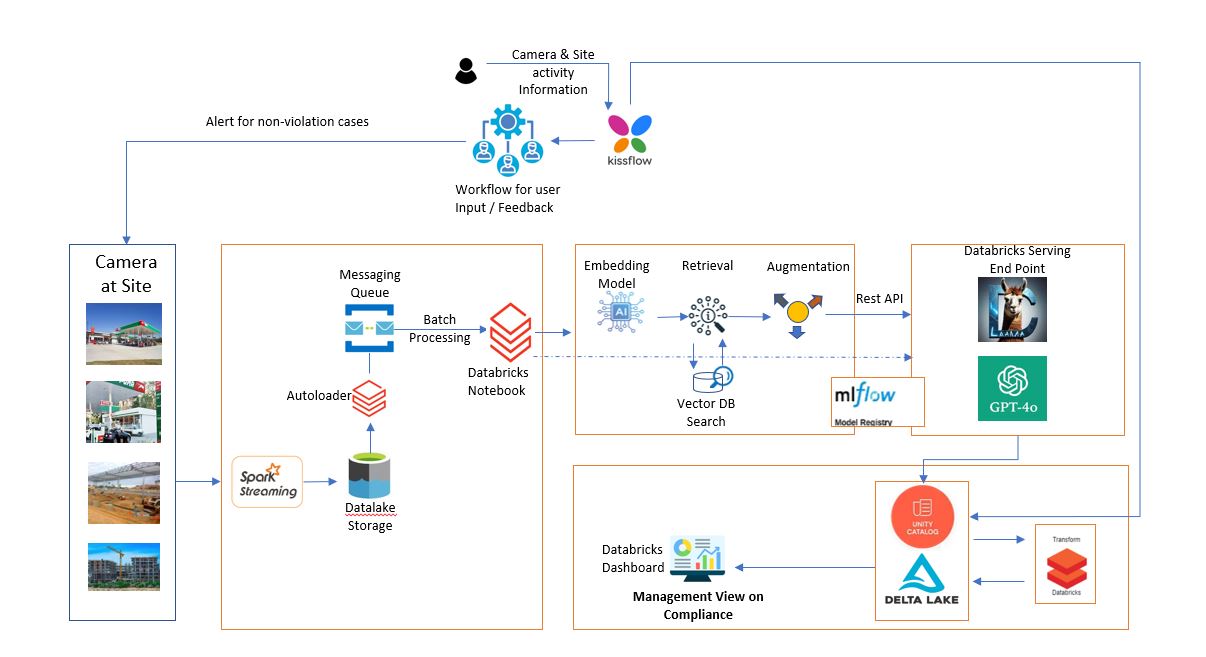 Camera & Site
activity
Information
Alert for non-violation cases
kissflow
Workflow for user
Input / Feedback
Camera
at Site
Messaging
Queue
Batch
Processing
Autoloader
Databricks
Notebook
Spark
Streaming
Datalake
Storage
Embedding
Model
AI
Retrieval
Augmentation
Vector DB
Search
Rest API
mlflow
Model Registry
Databricks Serving
End Point
GPT-4o
UNITY
CATALOG
DELTA LAKE
Transform
Databricks
Databricks
Dashboard
Management View on
Compliance